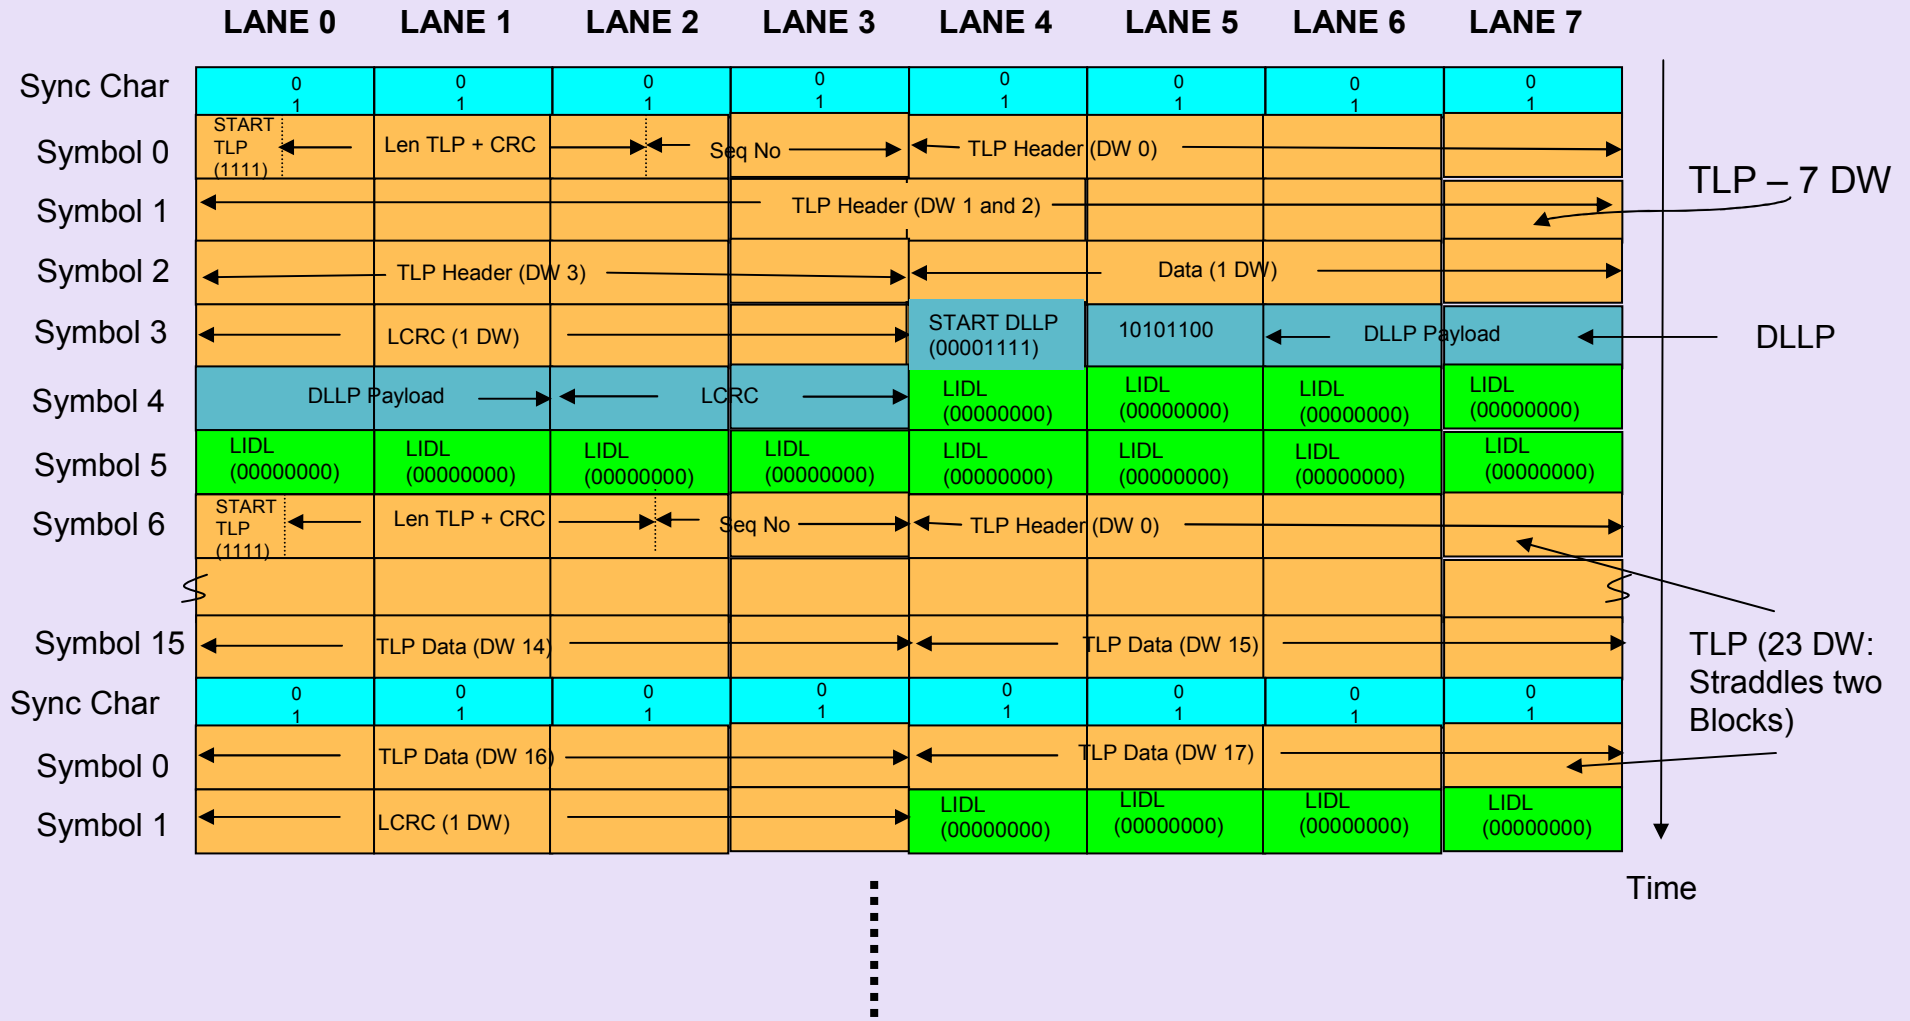 LANE 0 LANE 1 LANE 2 LANE 3 LANE 4 LANE 5 LANE 6 LANE 7
Sync Char 0 0 0 0 0 0 0 0
1 1 1 1 1 1 1 1
Symbol 0 START TLP (1111) Len TLP + CRC Seq No TLP Header (DW 0)
Symbol 1 TLP Header (DW 1 and 2)
TLP – 7 DW
Symbol 2 TLP Header (DW 3) Data (1 DW)
Symbol 3 LCRC (1 DW) START DLLP (00001111) 10101100 DLLP Payload
DLLP
Symbol 4 DLLP Payload LCRC LIDL (00000000) LIDL (00000000) LIDL (00000000) LIDL (00000000)
Symbol 5 LIDL (00000000) LIDL (00000000) LIDL (00000000) LIDL (00000000) LIDL (00000000) LIDL (00000000) LIDL (00000000) LIDL (00000000)
Symbol 6 START TLP (1111) Len TLP + CRC Seq No TLP Header (DW 0)
Symbol 15 TLP Data (DW 14) TLP Data (DW 15)
TLP (23 DW:
Straddles two
Blocks)
Sync Char 0 0 0 0 0 0 0 0
1 1 1 1 1 1 1 1
Symbol 0 TLP Data (DW 16) TLP Data (DW 17)
Symbol 1 LCRC (1 DW) LIDL (00000000) LIDL (00000000) LIDL (00000000) LIDL (00000000)
Time